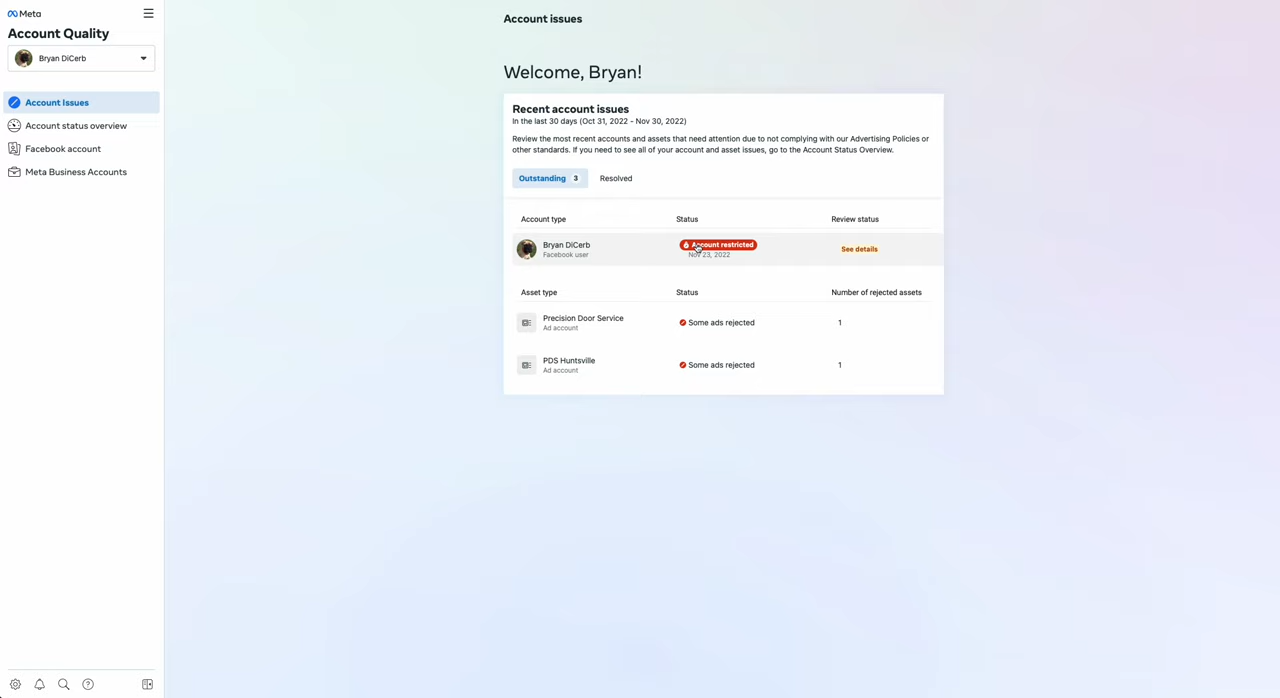 Meta
Account Quality
Bryan DiCerb
Account Issues
Account status overview
Facebook account
Meta Business Accounts
Account issues
Welcome, Bryan!
Recent account issues
In the last 30 days (Oct 31, 2022 - Nov 30, 2022)
Review the most recent accounts and assets that need attention due to not complying with our Advertising Policies or
other standards. If you need to see all of your account and asset issues, go to the Account Status Overview.
Outstanding 3 Resolved
Account type Status Review status
Bryan DiCerb Account restricted See details
Facebook user Nov 23, 2022
Asset type Status Number of rejected assets
Precision Door Service Some ads rejected 1
Ad account
PDS Huntsville Some ads rejected 1
Ad account